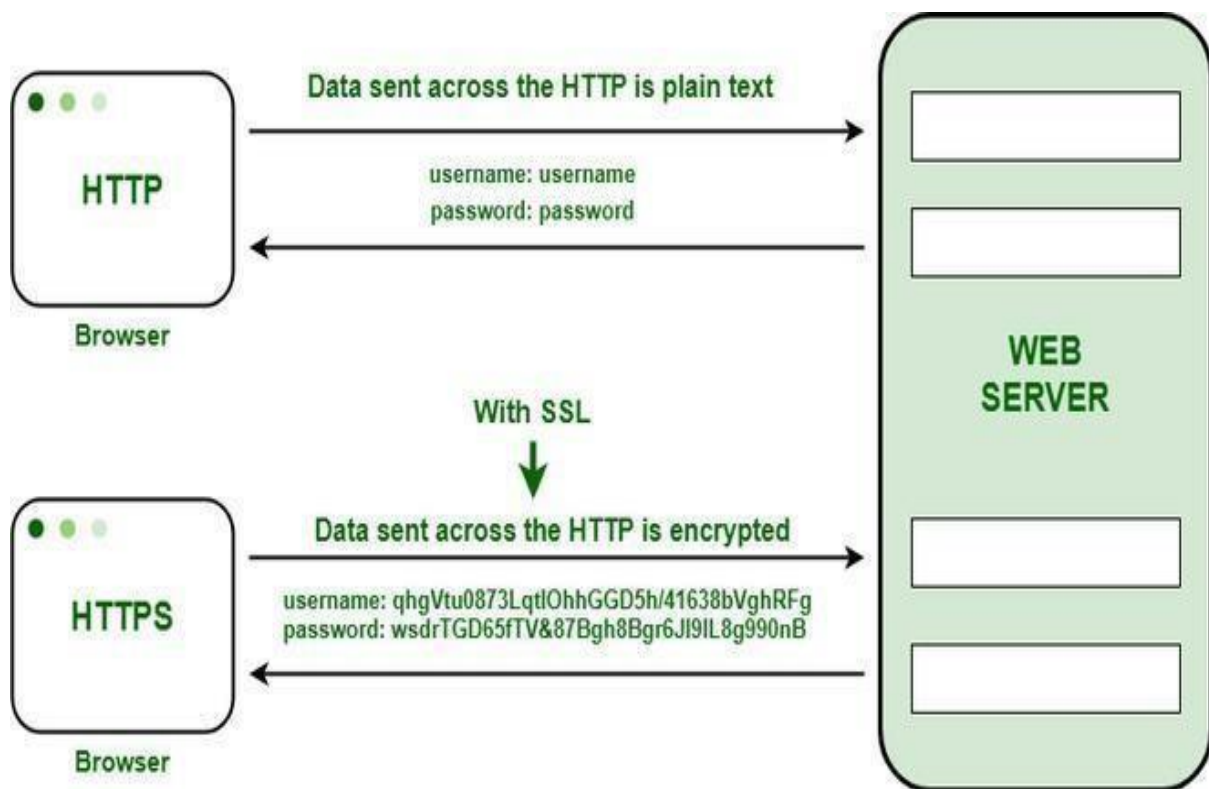 Data sent across the HTTP is plain text
HTTP
username: username
password: password
Browser
WEB
SERVER
With SSL
Data sent across the HTTP is encrypted
HTTPS
username: qhgVtu0873LqtlOhhGGD5h/41638bVghRFg
password: wsdrTGD65fTV&87Bgh8Bgr6Jl9lL8g990nB
Browser